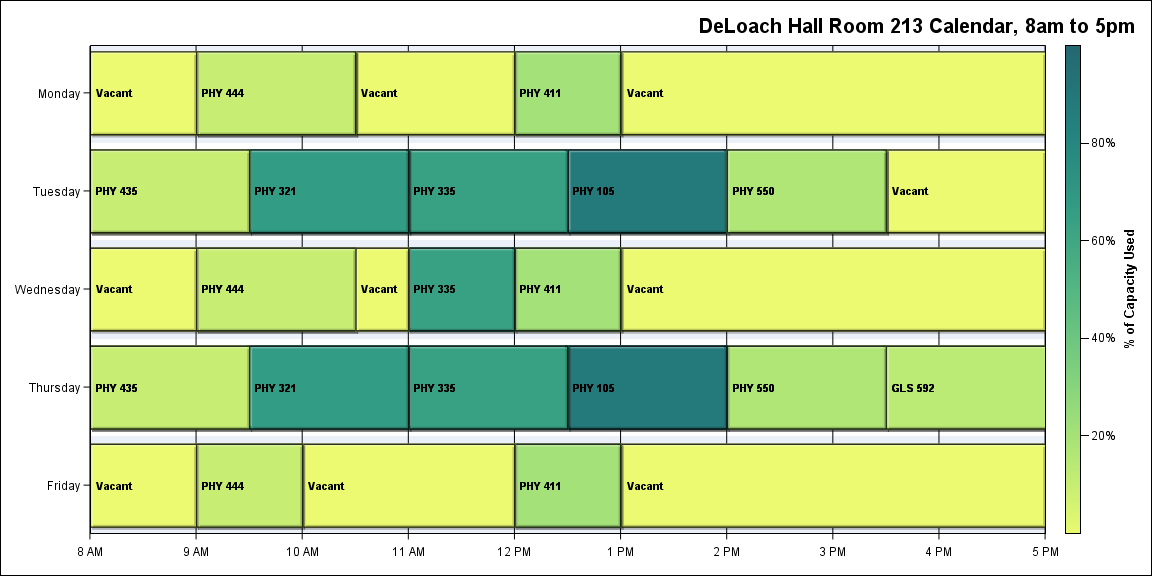 DeLoach Hall Room 213 Calendar, 8am to 5pm
Monday
Vacant
PHY 444
Vacant
PHY 411
Vacant
Tuesday
PHY 435
PHY 321
PHY 335
PHY 105
PHY 550
Vacant
Wednesday
Vacant
PHY 444
Vacant
PHY 335
PHY 411
Vacant
Thursday
PHY 435
PHY 321
PHY 335
PHY 105
PHY 550
GLS 592
Friday
Vacant
PHY 444
Vacant
PHY 411
Vacant
8 AM
9 AM
10 AM
11 AM
12 PM
1 PM
2 PM
3 PM
4 PM
5 PM
80%
60%
40%
20%
% of Capacity Used